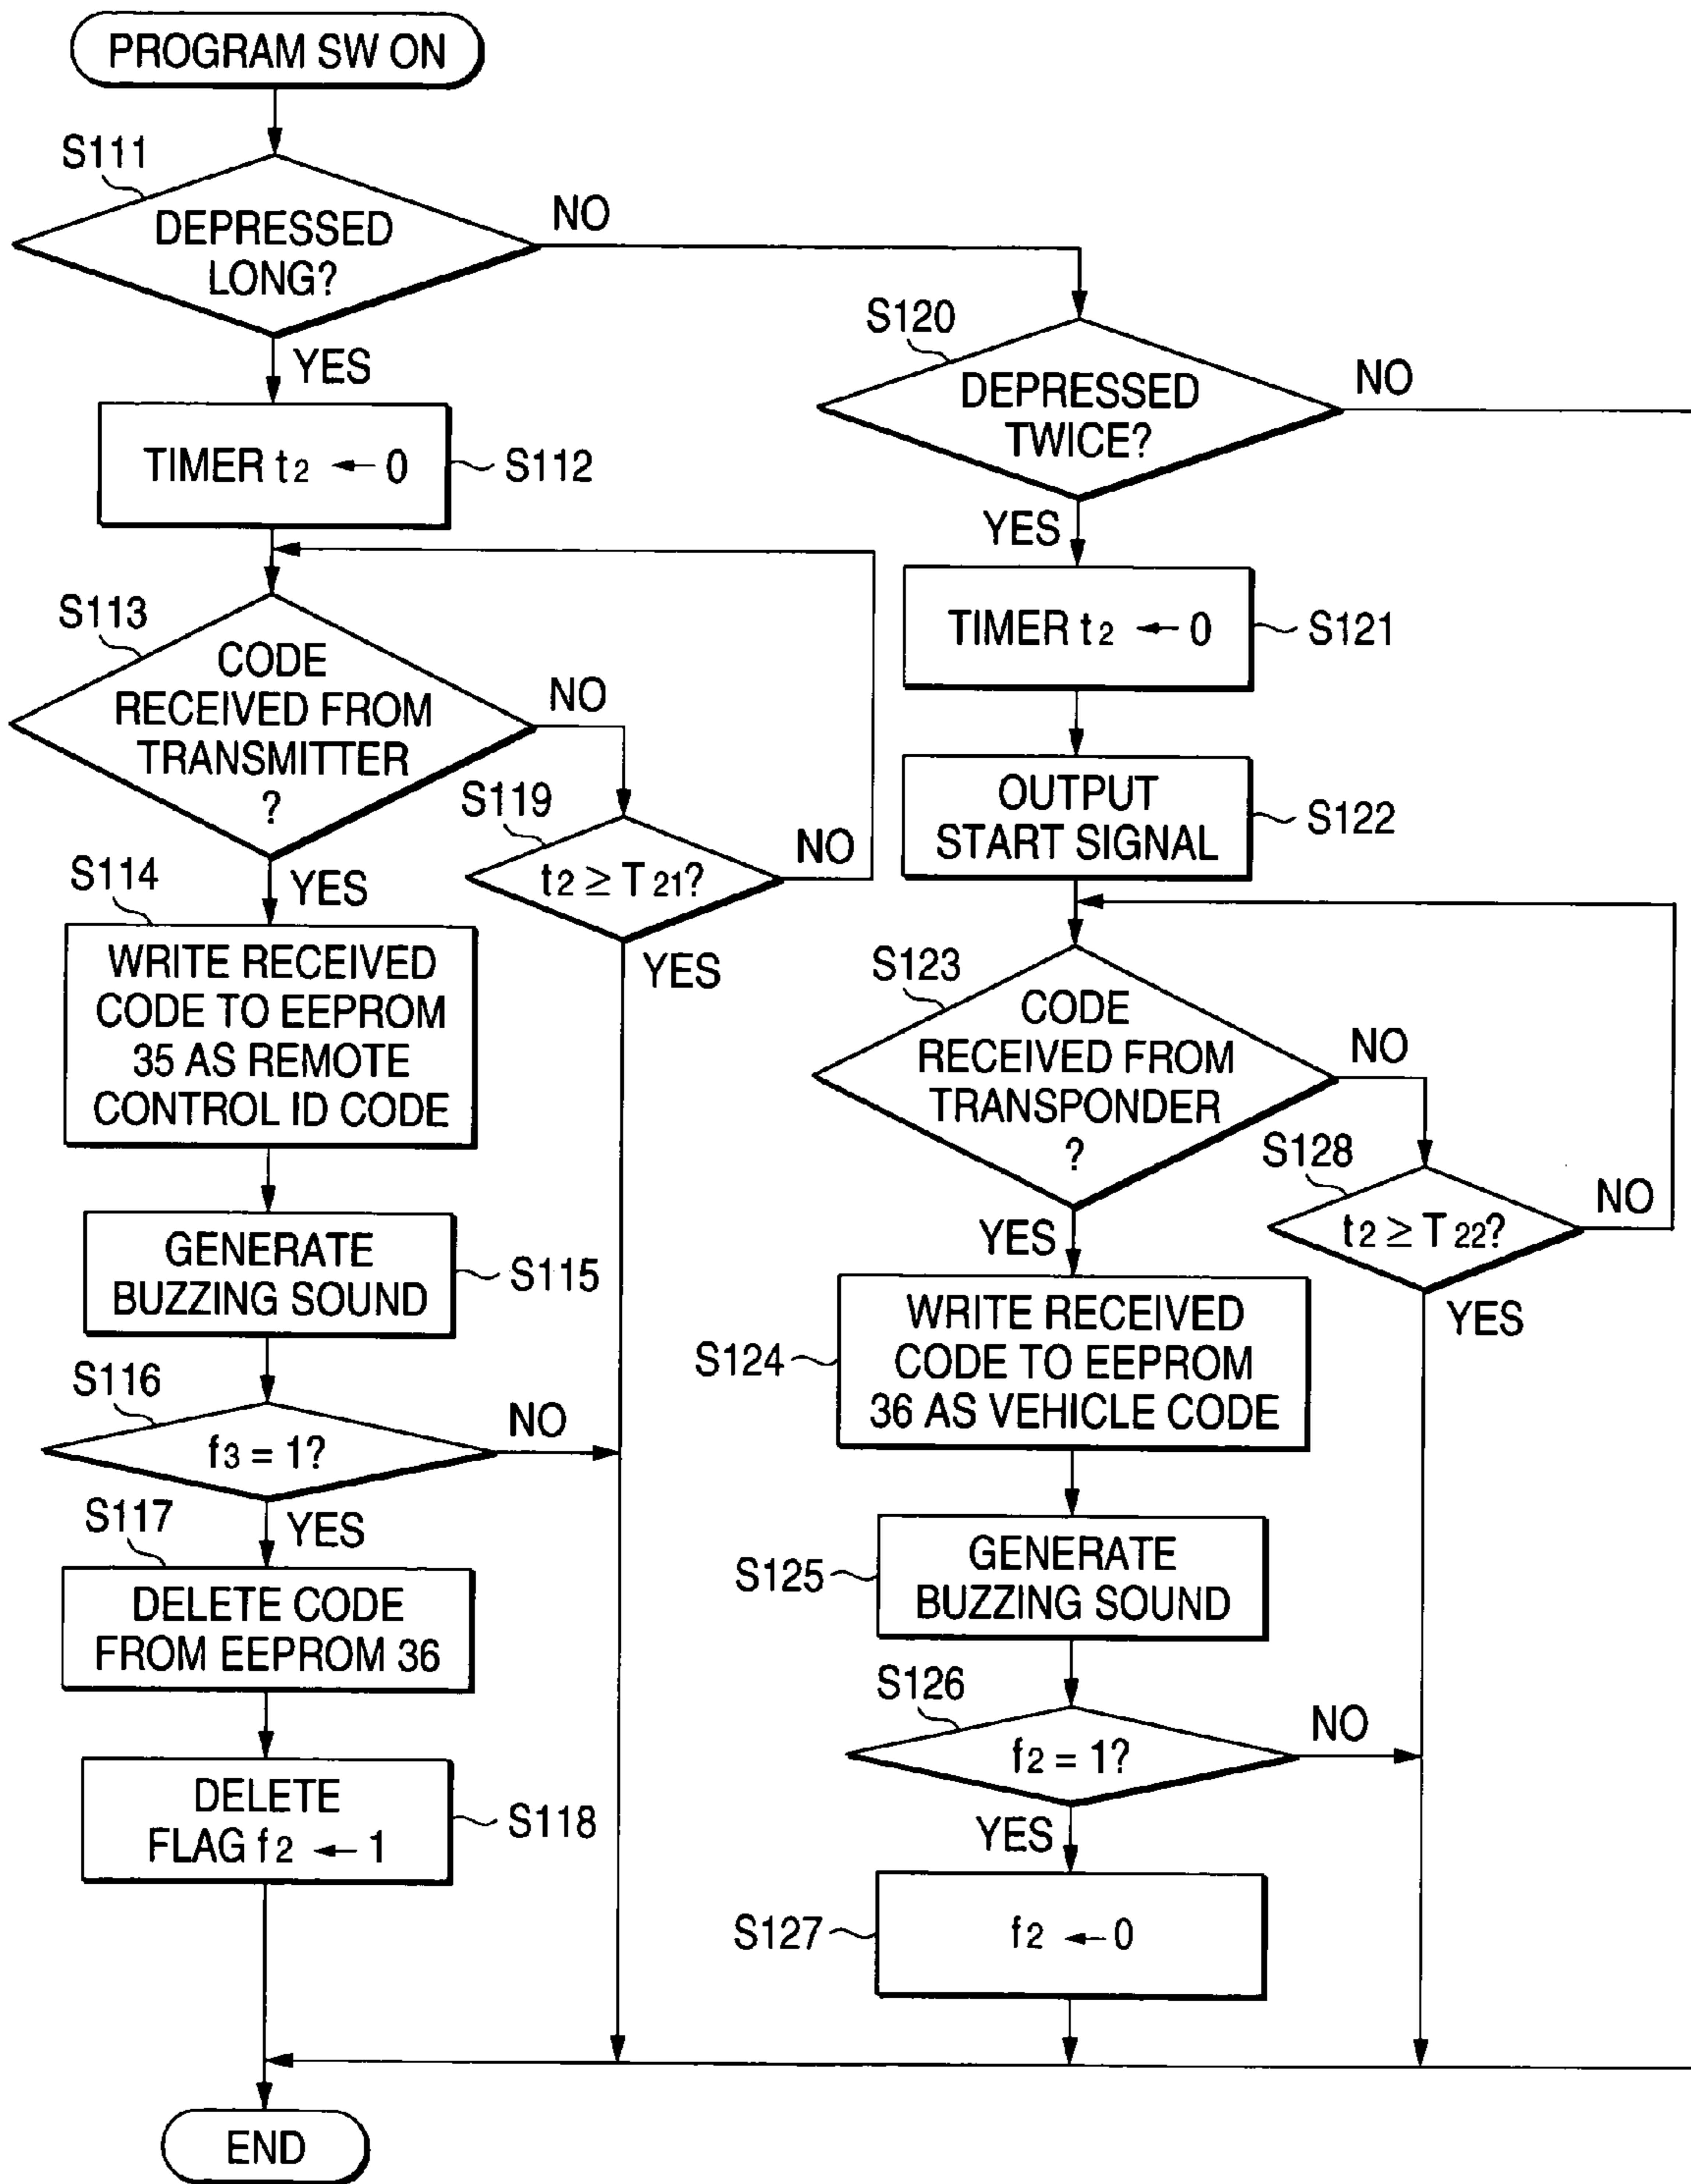 PROGRAM SW ON
S111
DEPRESSED
LONG?
NO
YES
TIMER t2 ← 0
S112
S113
CODE
RECEIVED FROM
TRANSMITTER
?
NO
YES
S119
t2 ≥ T21?
NO
YES
S114
WRITE RECEIVED
CODE TO EEPROM
35 AS REMOTE
CONTROL ID CODE
GENERATE
BUZZING SOUND
S115
S116
f3 = 1?
NO
YES
S117
DELETE CODE
FROM EEPROM 36
DELETE
FLAG f2 ← 1
S118
END
S120
DEPRESSED
TWICE?
NO
YES
TIMER t2 ← 0
S121
OUTPUT
START SIGNAL
S122
S123
CODE
RECEIVED FROM
TRANSPONDER
?
NO
YES
S128
t2 ≥ T22?
NO
YES
S124
WRITE RECEIVED
CODE TO EEPROM
36 AS VEHICLE CODE
S125
GENERATE
BUZZING SOUND
S126
f2 = 1?
NO
YES
S127
f2 ← 0